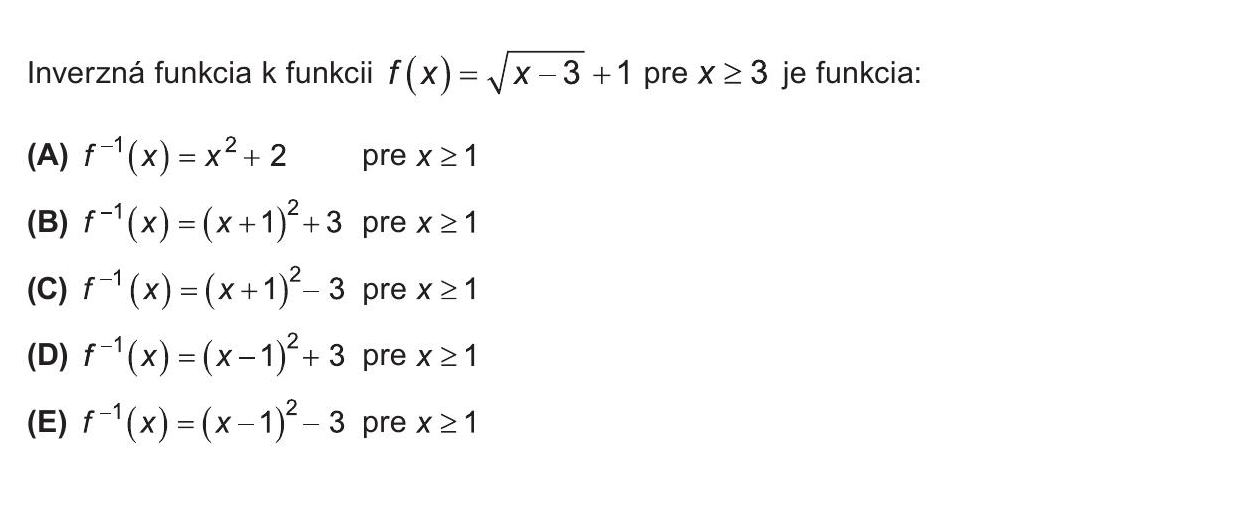 Inverzná funkcia k funkcii f(x) = √(x – 3) + 1 pre x ≥ 3 je funkcia:
(A) f⁻¹(x) = x² + 2 pre x ≥ 1
(B) f⁻¹(x) = (x + 1)² + 3 pre x ≥ 1
(C) f⁻¹(x) = (x + 1)² – 3 pre x ≥ 1
(D) f⁻¹(x) = (x – 1)² + 3 pre x ≥ 1
(E) f⁻¹(x) = (x – 1)² – 3 pre x ≥ 1